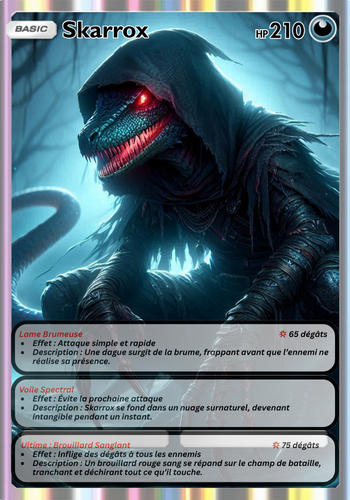 BASIC Skarrox HP 210
Lame Brumeuse 65 dégâts
• Effet : Attaque simple et rapide
• Description : Une dague surgit de la brume, frappant avant que l'ennemi ne
réalise sa présence.
Voile Spectral
• Effet : Évite la prochaine attaque
• Description : Skarrox se fond dans un nuage surnaturel, devenant
intangible pendant un instant.
Ultime : Brouillard Sanglant 75 dégâts
• Effet : Inflige des dégâts à tous les ennemis
• Description : Un brouillard rouge sang se répand sur le champ de bataille,
tranchant et déchirant tout ce qu'il touche.